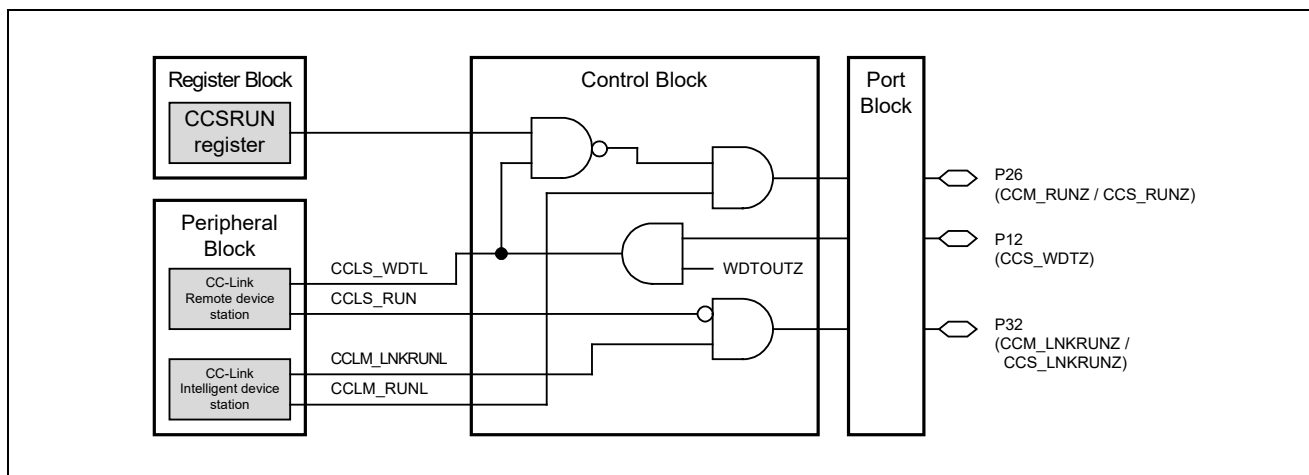 Register Block
CCSRUN
register
Peripheral
Block
CC-Link
Remote device
station
CC-Link
Intelligent device
station
CCLS_WDTL
CCLS_RUN
CCLM_LNKRUNL
CCLM_RUNL
Control Block
WDTOUTZ
Port
Block
P26
(CCM_RUNZ / CCS_RUNZ)
P12
(CCS_WDTZ)
P32
(CCM_LNKRUNZ /
CCS_LNKRUNZ)